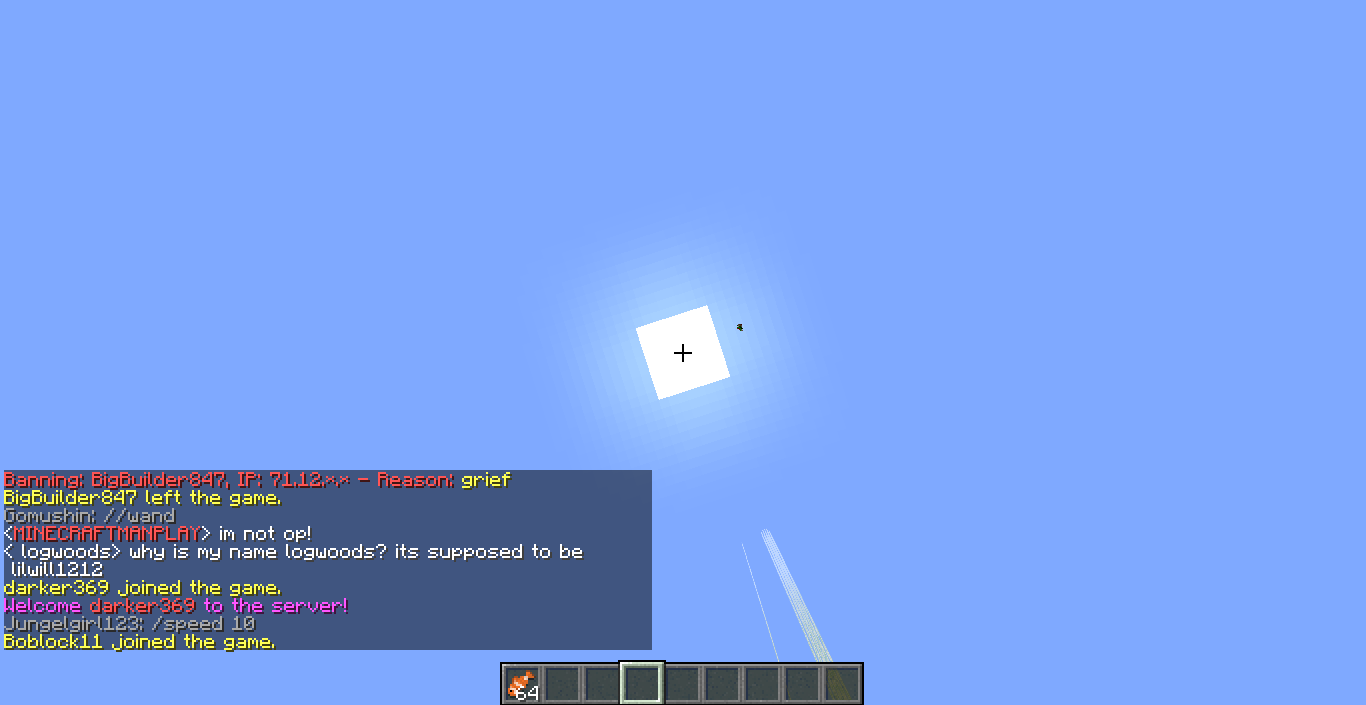 Banning: BigBuilder847, IP: 71.12.*.* - Reason: grief
BigBuilder847 left the game.
Gomushin: //wand
<MINECRAFTMANPLAY> im not op!
< logwoods> why is my name logwoods? its supposed to be
lilwill1212
darker369 joined the game.
Welcome darker369 to the server!
Jungelgirl123: /speed 10
Boblock11 joined the game.
64